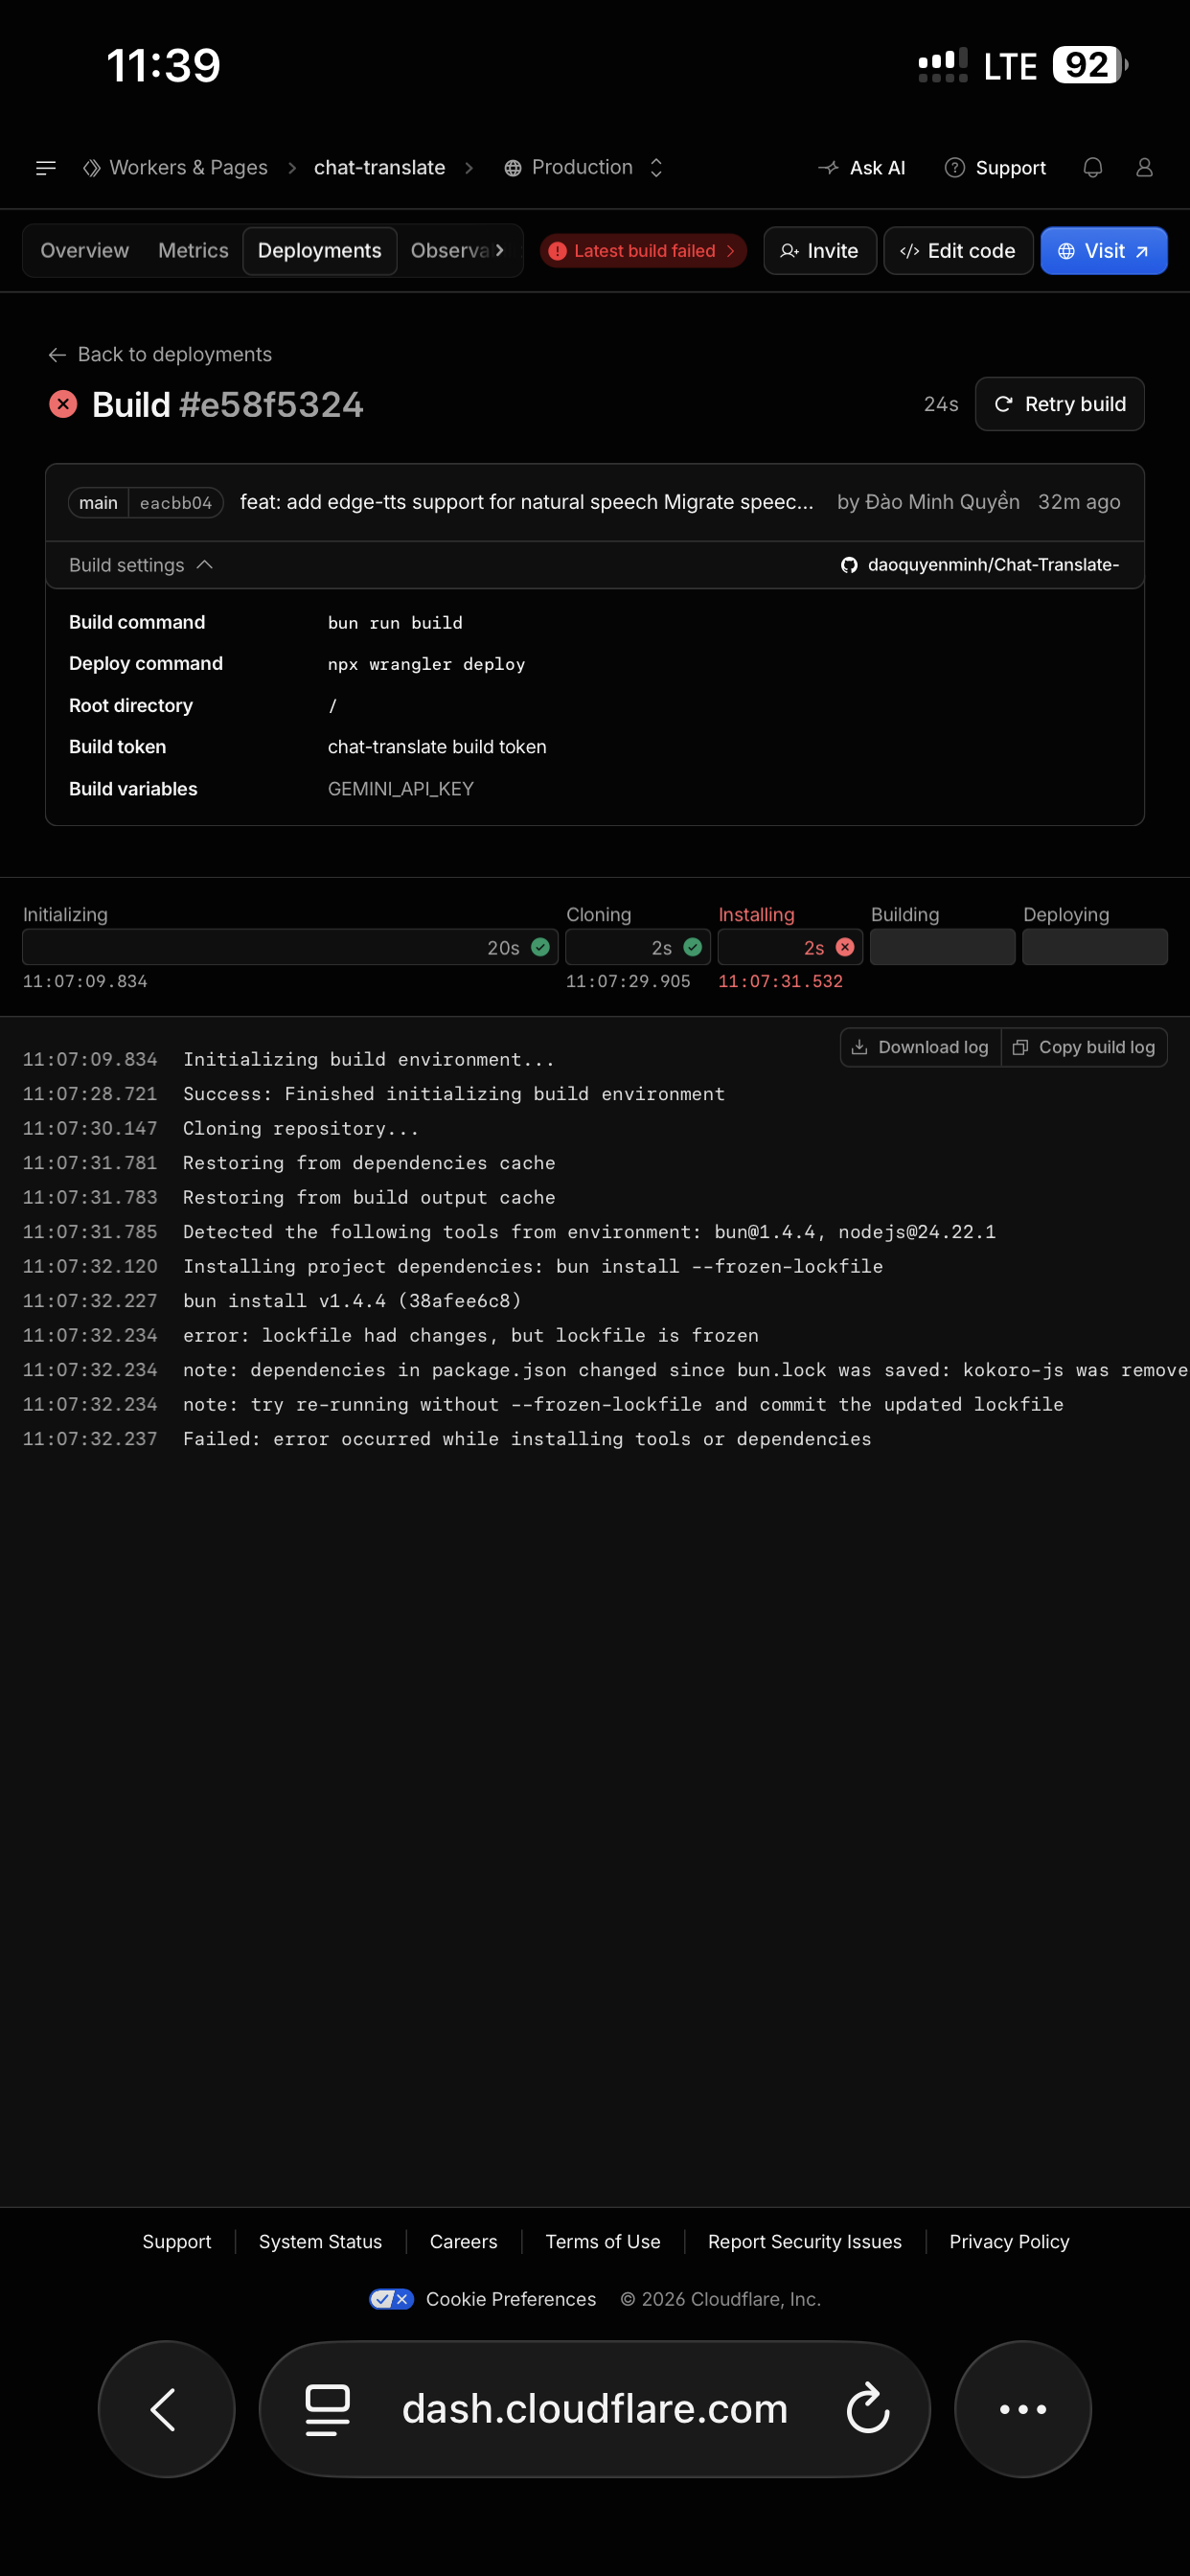 11:39
LTE 92
Workers & Pages > chat-translate > Production
Ask AI
Support
Overview
Metrics
Deployments
Observa
Latest build failed
Invite
</> Edit code
Visit
Back to deployments
Build #e58f5324
24s
Retry build
main eacbb04 feat: add edge-tts support for natural speech Migrate speec... by Đào Minh Quyền 32m ago
Build settings
daoquyenminh/Chat-Translate-
Build command bun run build
Deploy command npx wrangler deploy
Root directory /
Build token chat-translate build token
Build variables GEMINI_API_KEY
Initializing Cloning Installing Building Deploying
20s 2s 2s
11:07:09.834 11:07:29.905 11:07:31.532
Download log
Copy build log
11:07:09.834 Initializing build environment...
11:07:28.721 Success: Finished initializing build environment
11:07:30.147 Cloning repository...
11:07:31.781 Restoring from dependencies cache
11:07:31.783 Restoring from build output cache
11:07:31.785 Detected the following tools from environment: bun@1.4.4, nodejs@24.22.1
11:07:32.120 Installing project dependencies: bun install --frozen-lockfile
11:07:32.227 bun install v1.4.4 (38afee6c8)
11:07:32.234 error: lockfile had changes, but lockfile is frozen
11:07:32.234 note: dependencies in package.json changed since bun.lock was saved: kokoro-js was remove
11:07:32.234 note: try re-running without --frozen-lockfile and commit the updated lockfile
11:07:32.237 Failed: error occurred while installing tools or dependencies
Support
System Status
Careers
Terms of Use
Report Security Issues
Privacy Policy
Cookie Preferences
© 2026 Cloudflare, Inc.
dash.cloudflare.com